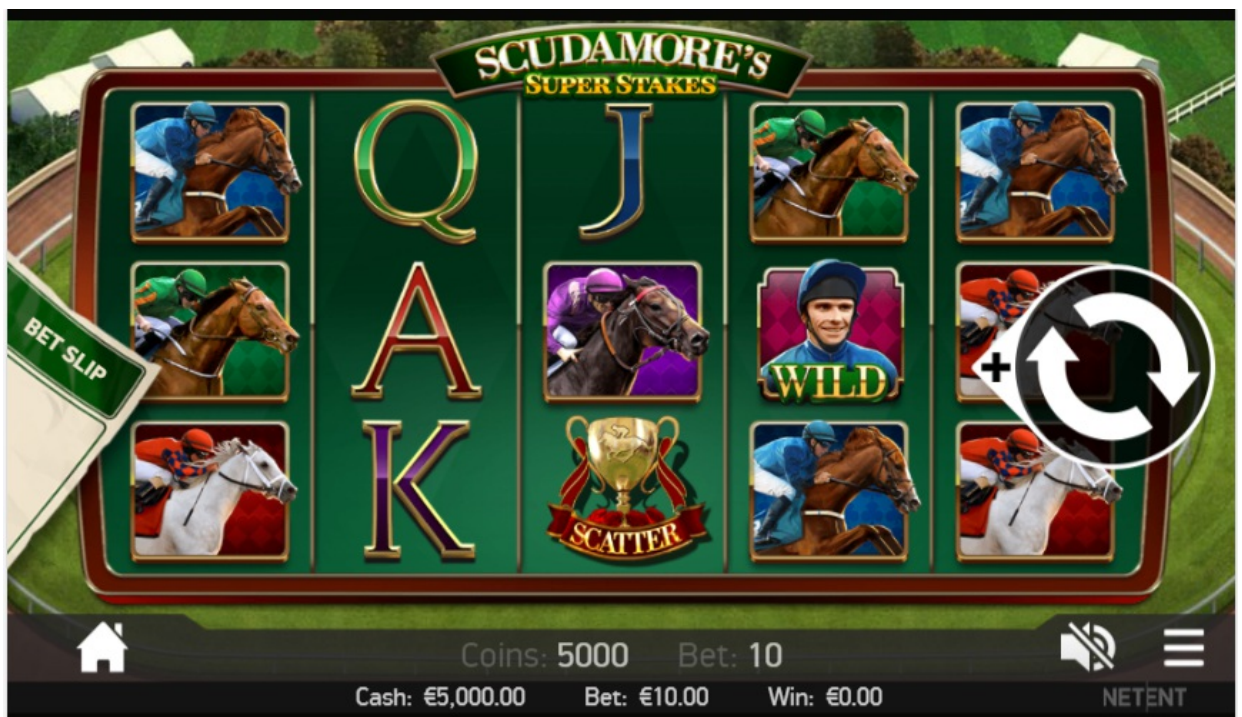 SCUDAMORE's
SUPER STAKES
Q
J
BET SLIP
A
WILD
+
K
SCATTER
Coins: 5000 Bet: 10
Cash: €5,000.00 Bet: €10.00 Win: €0.00
NETENT